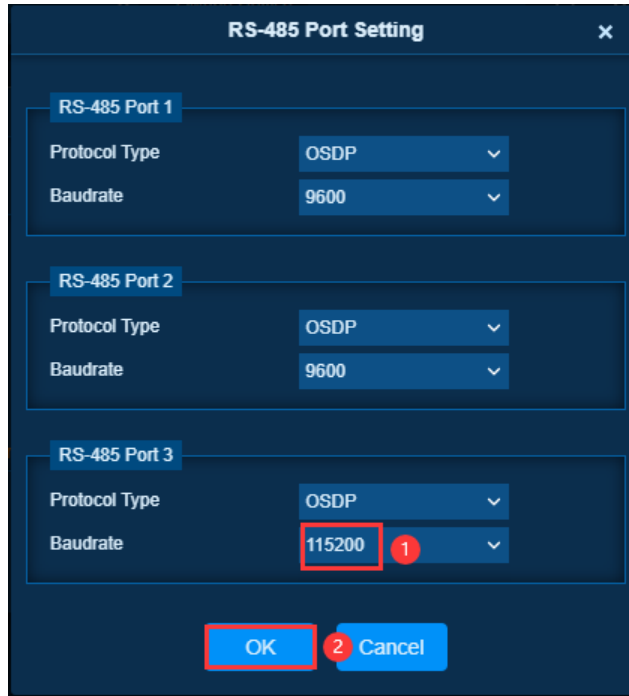 RS-485 Port Setting ×
RS-485 Port 1
Protocol Type OSDP
Baudrate 9600
RS-485 Port 2
Protocol Type OSDP
Baudrate 9600
RS-485 Port 3
Protocol Type OSDP
Baudrate 115200 1
OK 2 Cancel